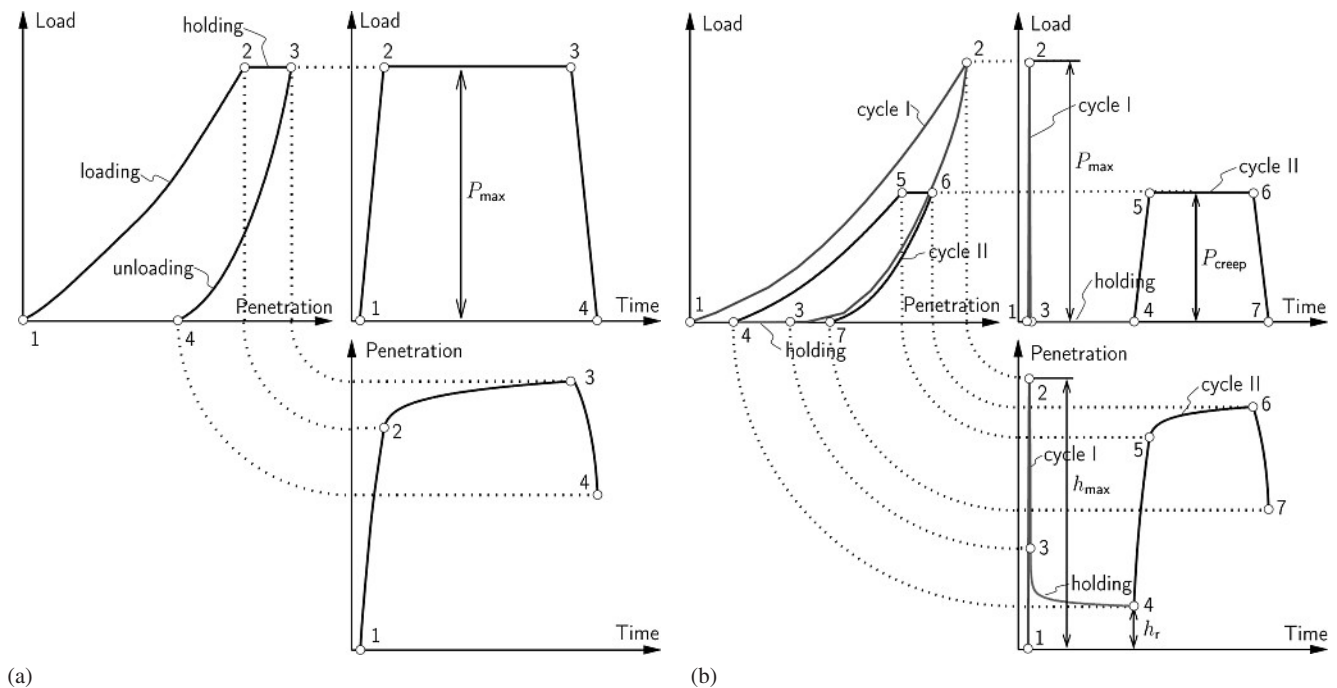 Load
holding
2
3
loading
unloading
Penetration
1
4
Load
2
3
P_max
1
4
Time
Penetration
3
2
4
1
Time
(a)
Load
2
cycle I
5
6
cycle II
1
Penetration
4
3
7
holding
Load
2
cycle I
P_max
cycle II
5
6
P_creep
holding
Time
1
3
4
7
Penetration
2
cycle II
6
5
cycle I
h_max
7
3
holding
4
h_r
1
Time
(b)